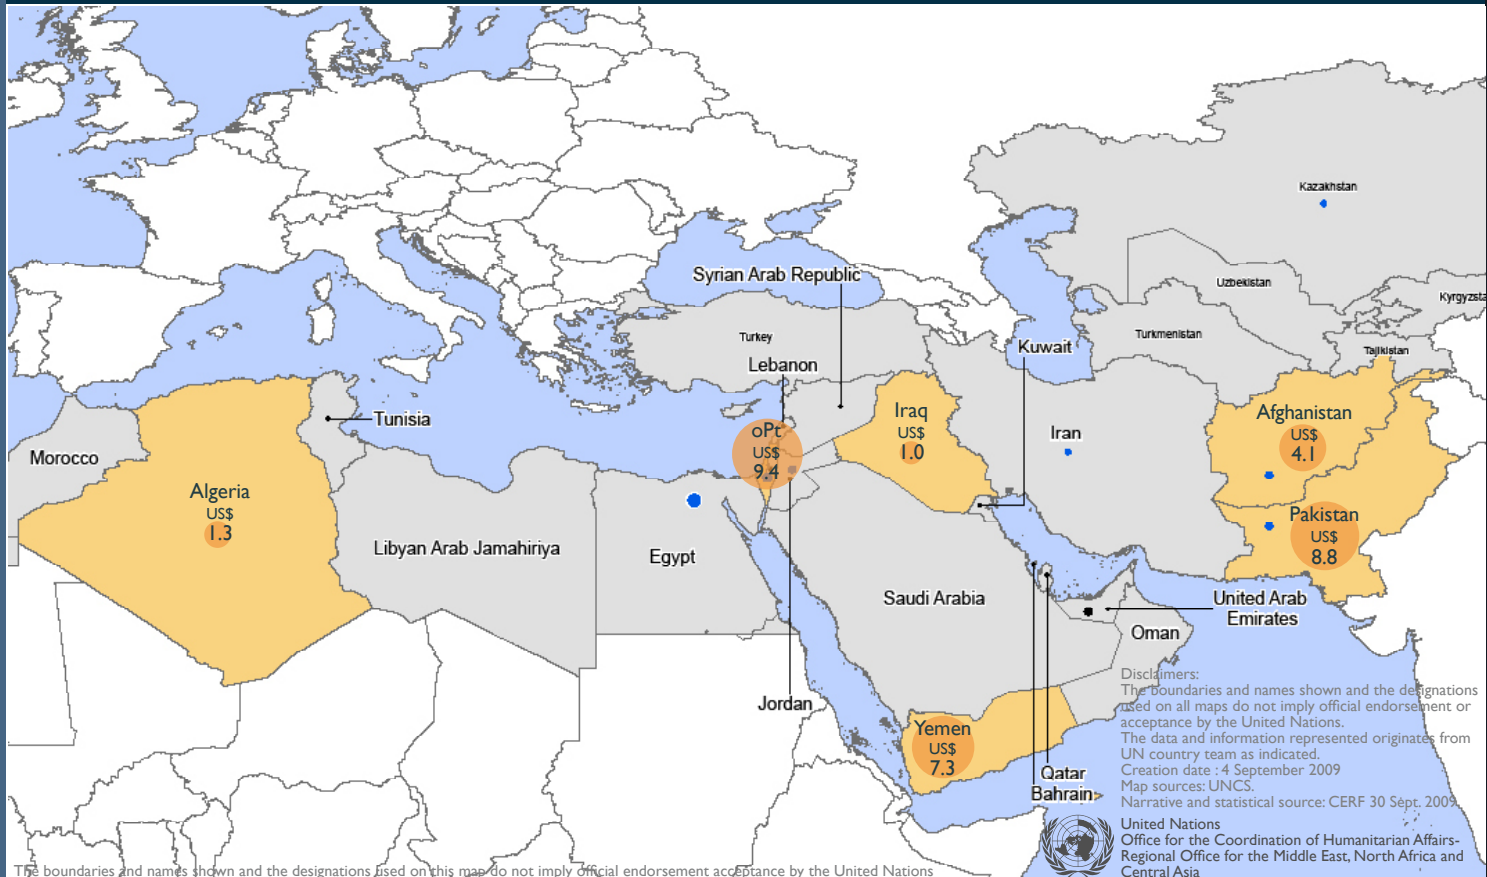 Kazakhstan
Syrian Arab Republic
Uzbekistan
Kyrgyzsta
Turkey
Turkmenistan
Kuwait
Tajikistan
Lebanon
Tunisia
Iraq
US$
1.0
Afghanistan
US$
4.1
oPt
US$
9.4
Iran
Morocco
Algeria
US$
1.3
Pakistan
US$
8.8
Libyan Arab Jamahiriya
Egypt
Saudi Arabia
United Arab
Emirates
Oman
Jordan
Yemen
US$
7.3
Qatar
Bahrain
Disclaimers:
The boundaries and names shown and the designations
used on all maps do not imply official endorsement or
acceptance by the United Nations.
The data and information represented originates from
UN country team as indicated.
Creation date : 4 September 2009
Map sources: UNCS.
Narrative and statistical source: CERF 30 Sept. 2009
United Nations
Office for the Coordination of Humanitarian Affairs-
Regional Office for the Middle East, North Africa and
Central Asia
The boundaries and names shown and the designations used on this map do not imply official endorsement acceptance by the United Nations